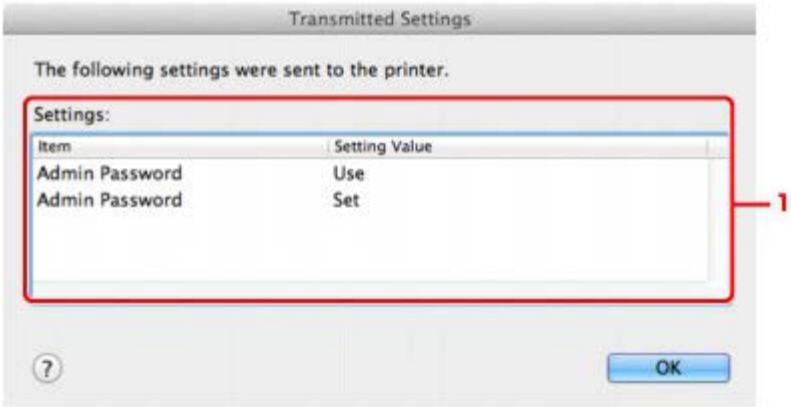 Transmitted Settings
The following settings were sent to the printer.
Settings:
Item Setting Value
Admin Password Use
Admin Password Set
1
? OK